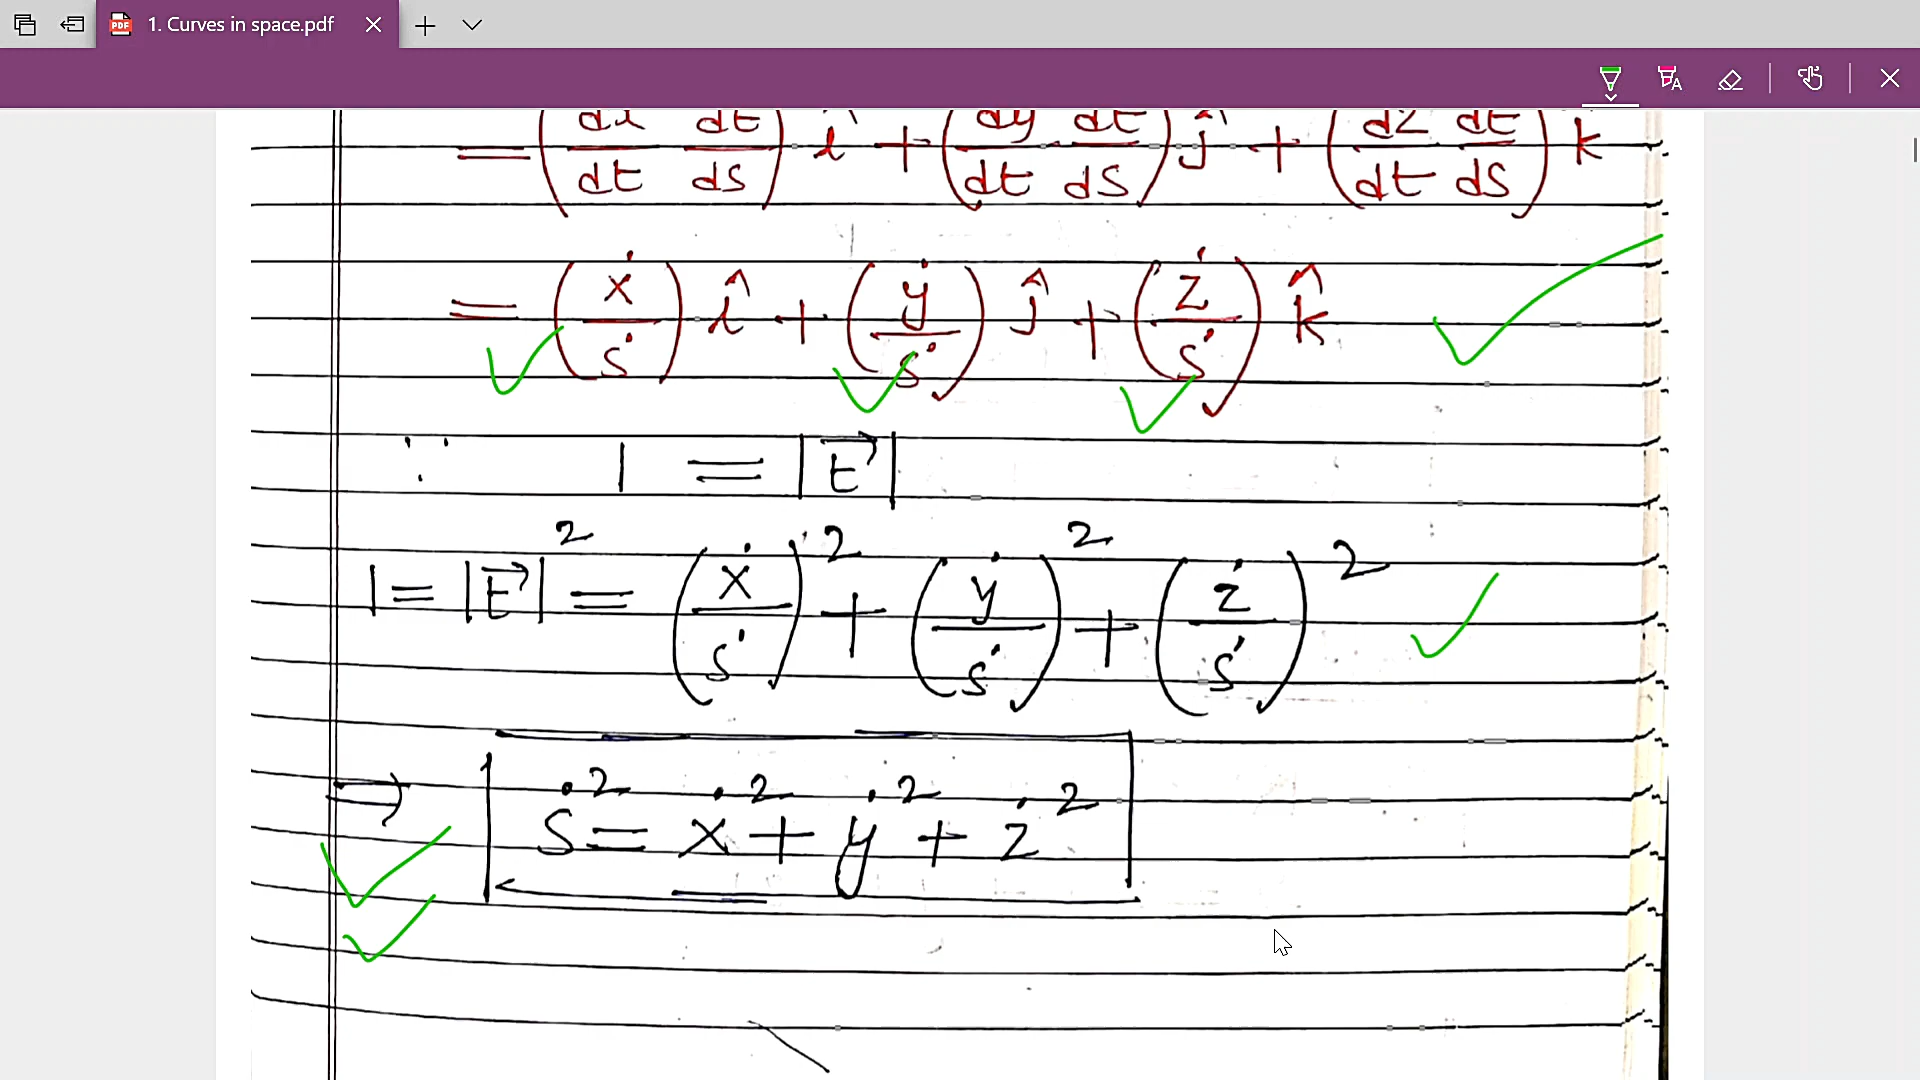 1. Curves in space.pdf
= (dx/dt dt/ds) î + (dy/dt · dt/ds) ĵ + (dz/dt dt/ds) k̂
= (ẋ/ṡ) î + (ẏ/ṡ) ĵ + (ż/ṡ) k̂
∵ 1 = |t⃗|
1 = |t⃗|² = (ẋ/ṡ)² + (ẏ/ṡ)² + (ż/ṡ)²
⇒ ṡ² = ẋ² + ẏ² + ż²